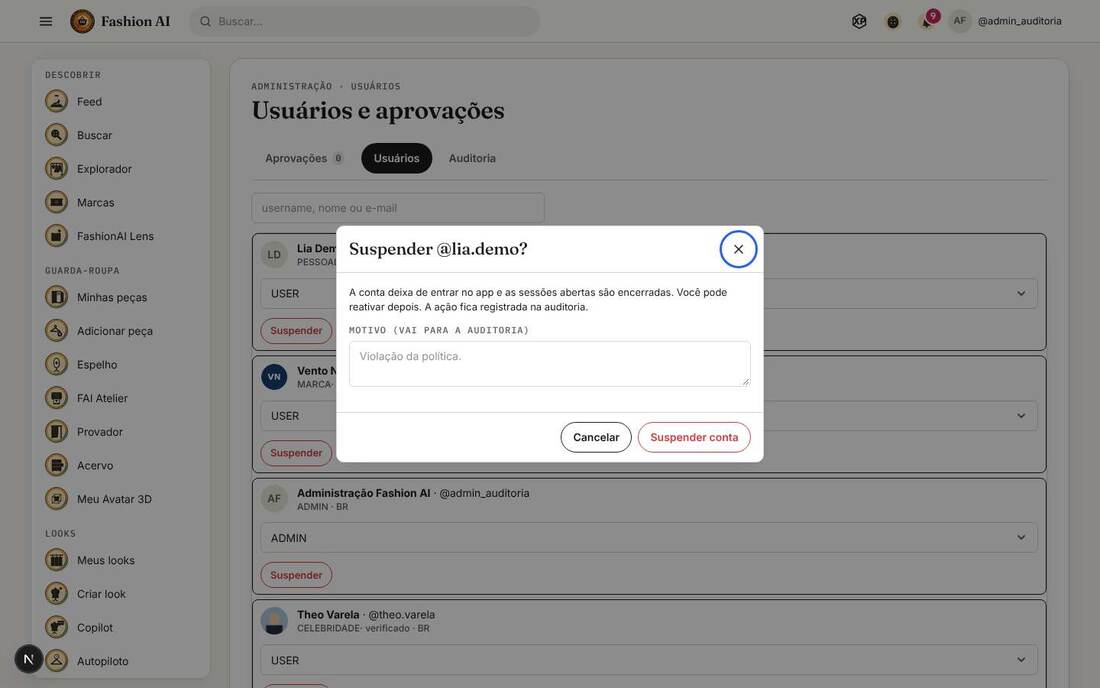 Fashion AI
Buscar...
XP
9
AF
@admin_auditoria
DESCOBRIR
Feed
Buscar
Explorador
Marcas
FashionAI Lens
GUARDA-ROUPA
Minhas peças
Adicionar peça
Espelho
FAI Atelier
Provador
Acervo
Meu Avatar 3D
LOOKS
Meus looks
Criar look
Copilot
Autopiloto
N
ADMINISTRAÇÃO · USUÁRIOS
Usuários e aprovações
Aprovações 0
Usuários
Auditoria
username, nome ou e-mail
LD
Lia
USER
Suspender
VN
Vento
MARCA·
USER
Suspender
Suspender @lia.demo?
A conta deixa de entrar no app e as sessões abertas são encerradas. Você pode
reativar depois. A ação fica registrada na auditoria.
MOTIVO (VAI PARA A AUDITORIA)
Violação da política.
Cancelar
Suspender conta
AF
Administração Fashion AI · @admin_auditoria
ADMIN · BR
ADMIN
Suspender
Theo Varela · @theo.varela
CELEBRIDADE· verificado · BR
USER